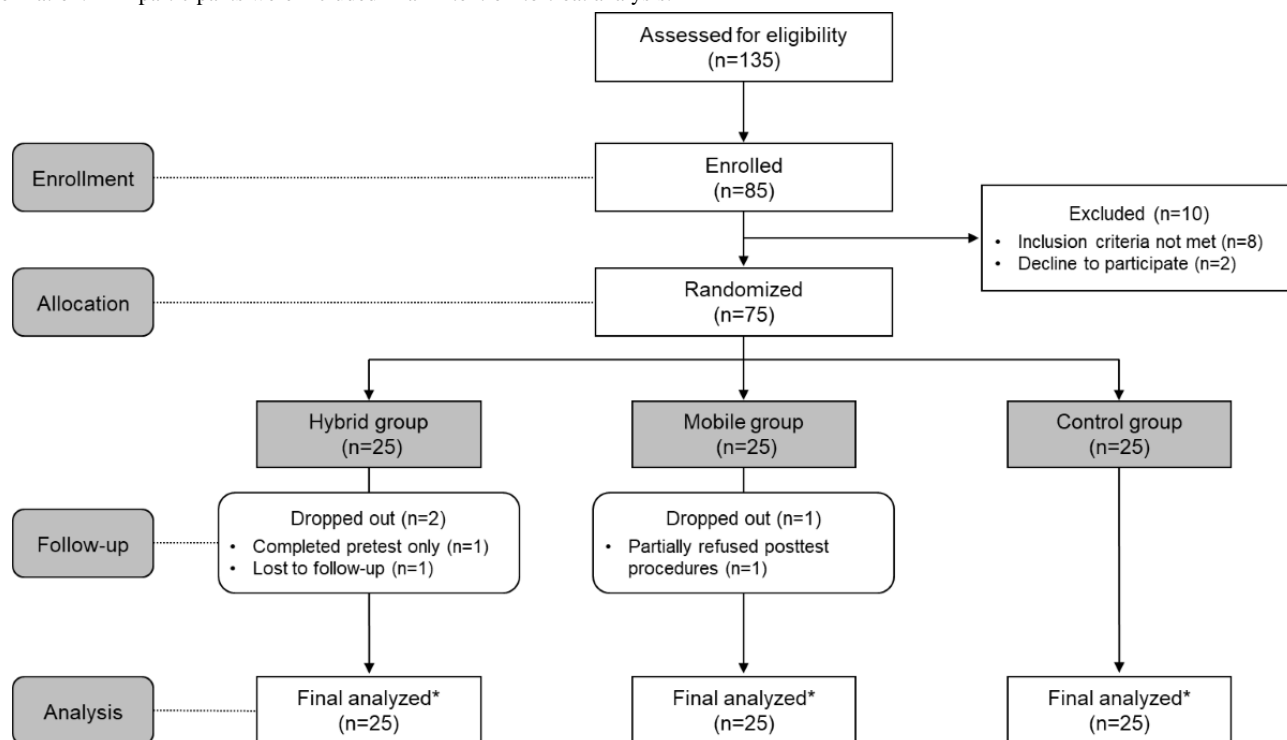 Assessed for eligibility
(n=135)
Enrollment
Enrolled
(n=85)
Excluded (n=10)
• Inclusion criteria not met (n=8)
• Decline to participate (n=2)
Allocation
Randomized
(n=75)
Hybrid group
(n=25)
Mobile group
(n=25)
Control group
(n=25)
Follow-up
Dropped out (n=2)
• Completed pretest only (n=1)
• Lost to follow-up (n=1)
Dropped out (n=1)
• Partially refused posttest
procedures (n=1)
Analysis
Final analyzed*
(n=25)
Final analyzed*
(n=25)
Final analyzed*
(n=25)